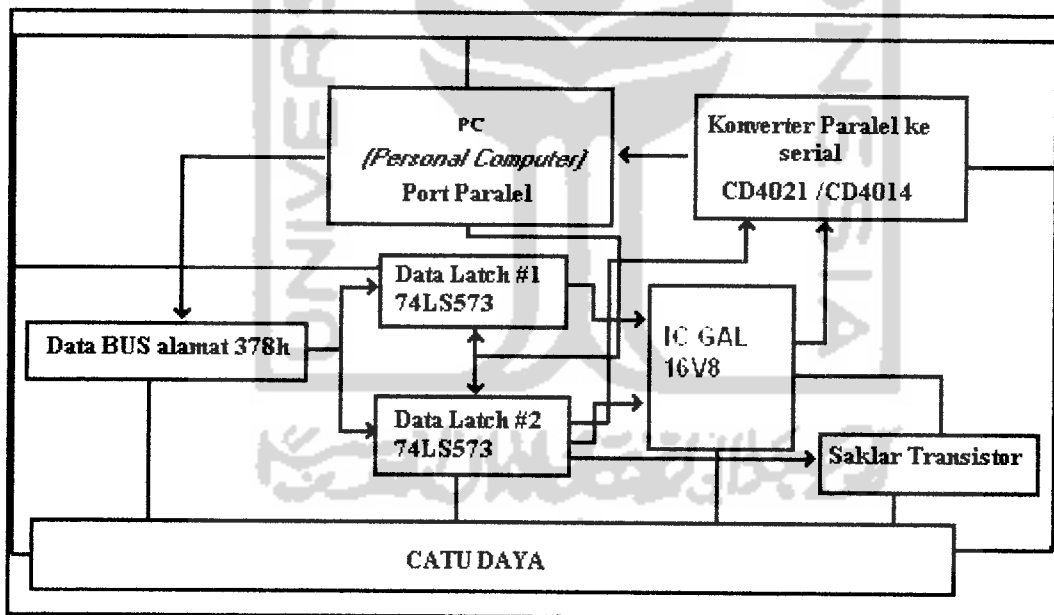 PC
[Personal Computer]
Port Paralel
Konverter Paralel ke
serial
CD4021 /CD4014
Data Latch #1
74LS573
Data BUS alamat 378h
IC GAL
16V8
Data Latch #2
74LS573
Saklar Transistor
CATU DAYA